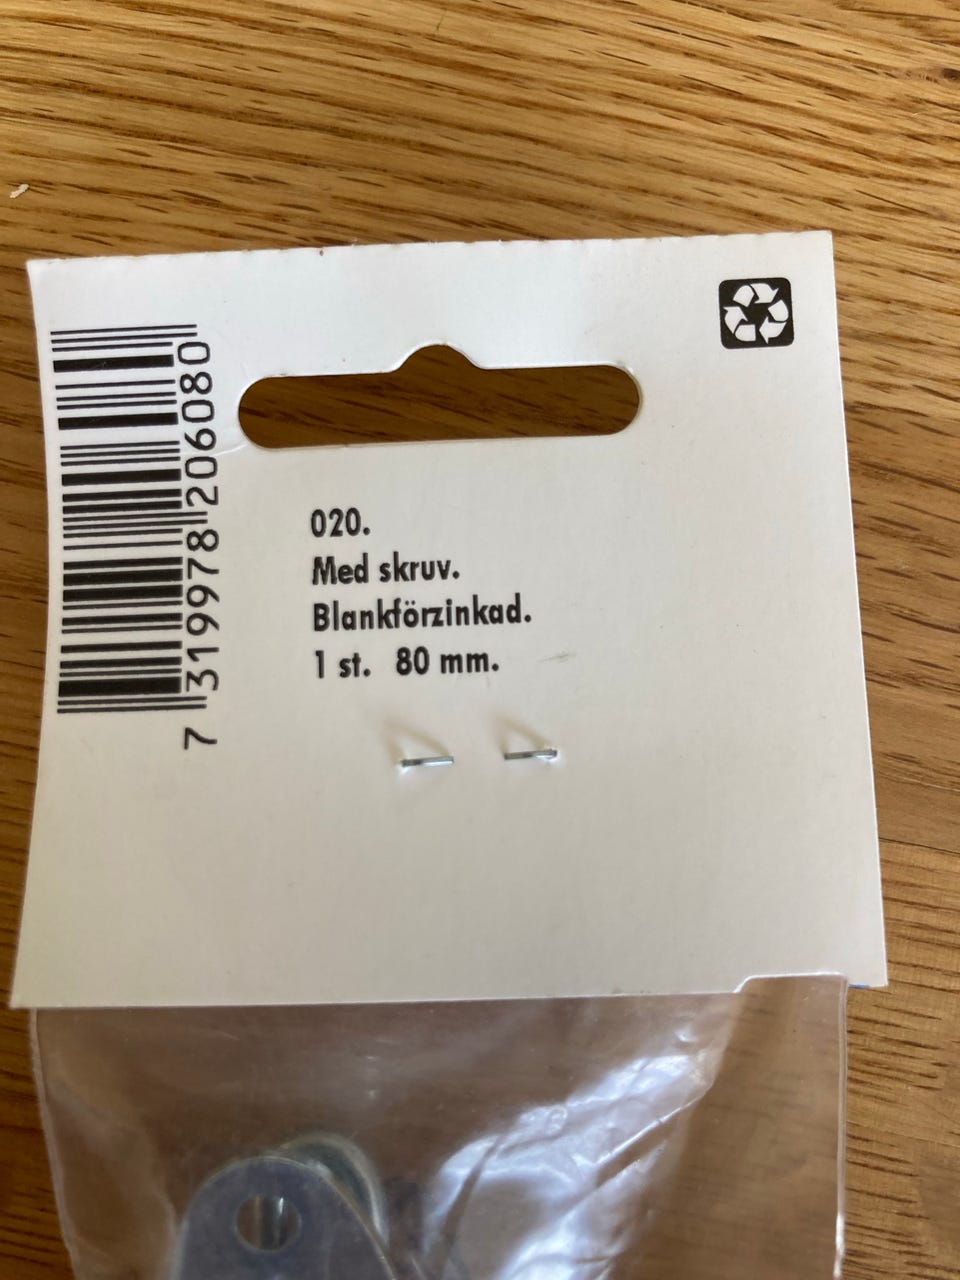 020.
Med skruv.
Blankförzinkad.
1 st. 80 mm.
7 319978 206080